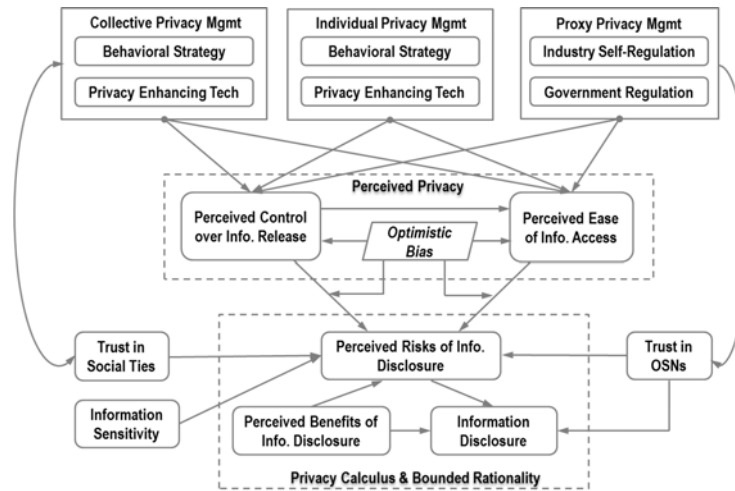 Collective Privacy Mgmt
Behavioral Strategy
Privacy Enhancing Tech
Individual Privacy Mgmt
Behavioral Strategy
Privacy Enhancing Tech
Proxy Privacy Mgmt
Industry Self-Regulation
Government Regulation
Perceived Privacy
Perceived Control
over Info. Release
Optimistic
Bias
Perceived Ease
of Info. Access
Trust in
Social Ties
Perceived Risks of Info.
Disclosure
Trust in
OSNs
Information
Sensitivity
Perceived Benefits of
Info. Disclosure
Information
Disclosure
Privacy Calculus & Bounded Rationality